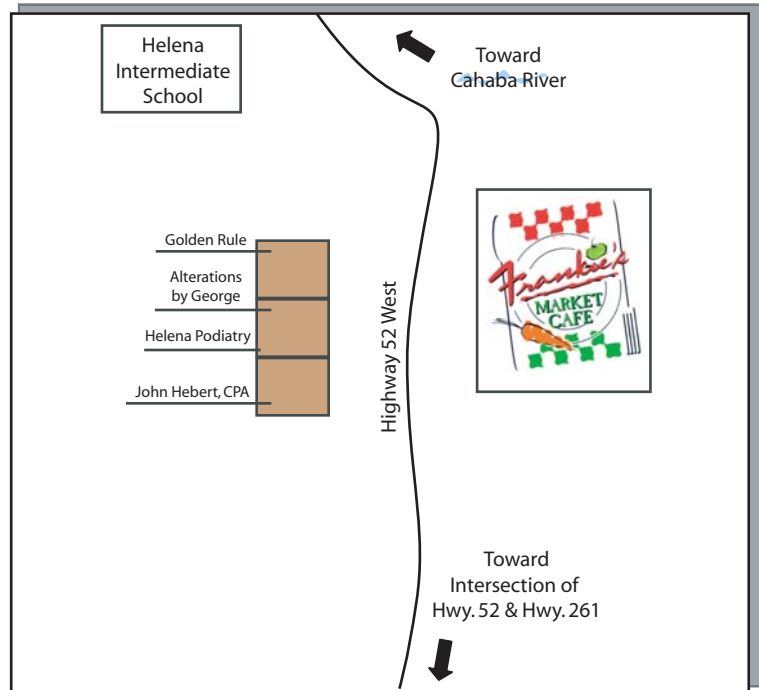 Helena
Intermediate
School
Toward
Cahaba River
Golden Rule
Alterations
by George
Helena Podiatry
John Hebert, CPA
Highway 52 West
Frankie's
MARKET
CAFE
Toward
Intersection of
Hwy. 52 & Hwy. 261